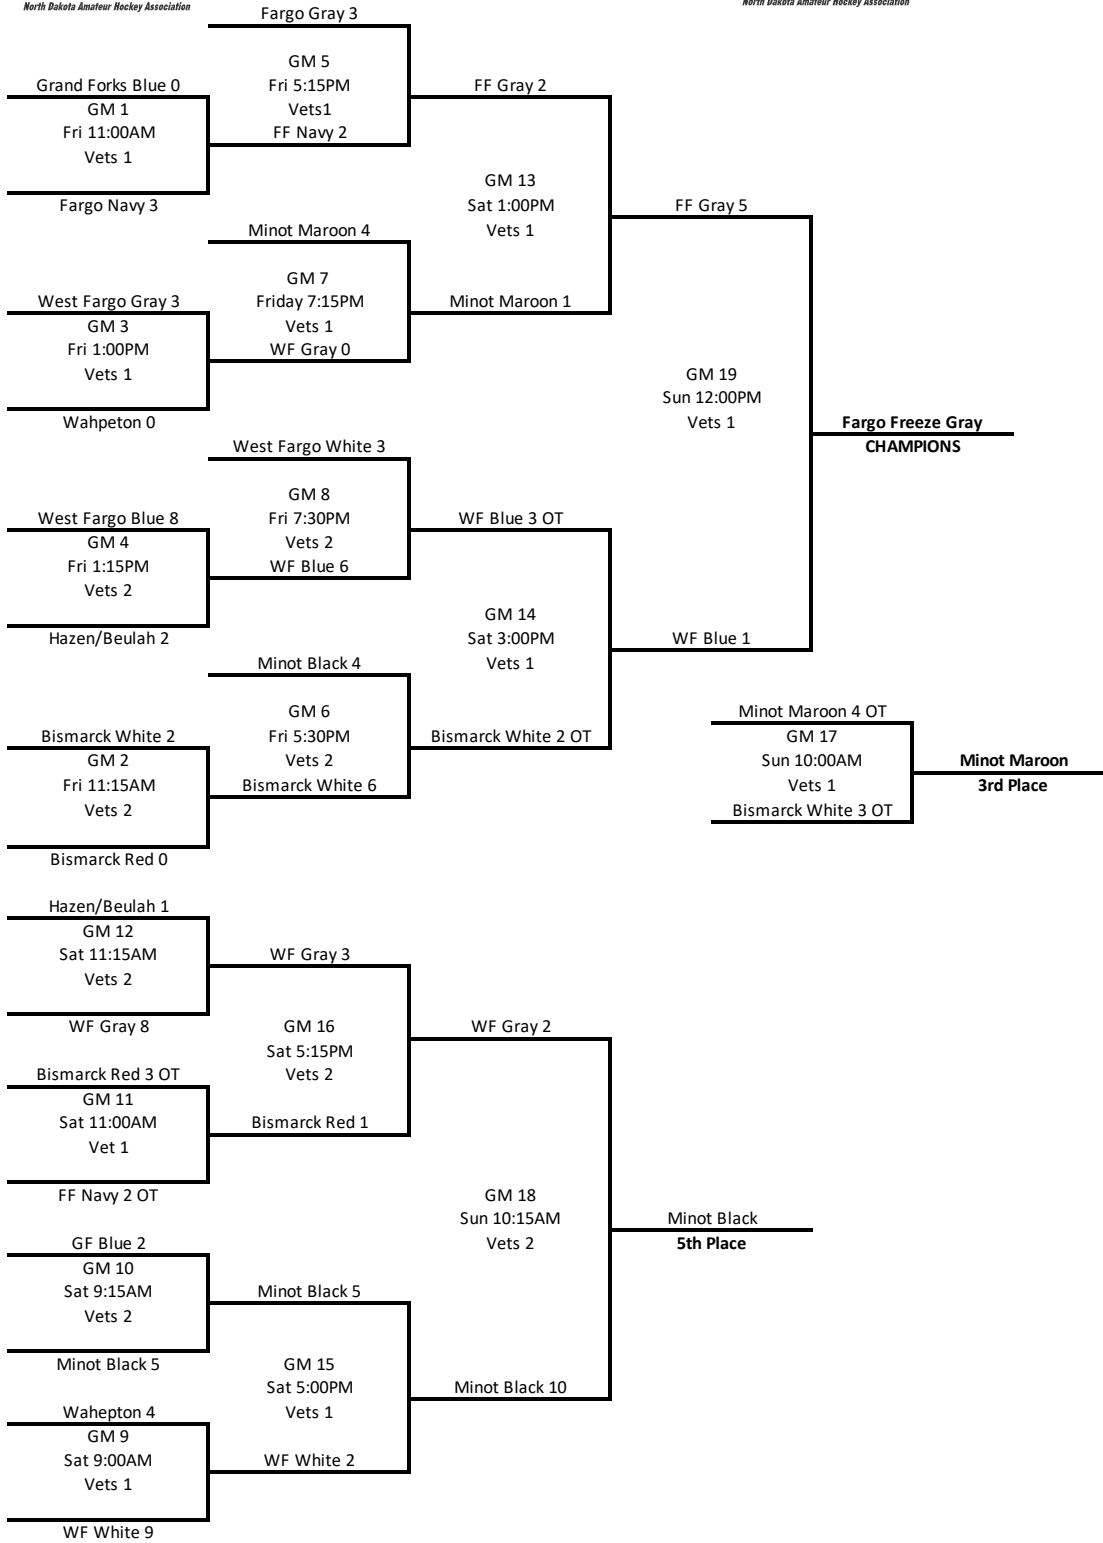 North Dakota Amateur Hockey Association
North Dakota Amateur Hockey Association
Fargo Gray 3
GM 5
Fri 5:15PM
Vets1
FF Navy 2
Grand Forks Blue 0
GM 1
Fri 11:00AM
Vets 1
Fargo Navy 3
FF Gray 2
GM 13
Sat 1:00PM
Vets 1
Minot Maroon 1
Minot Maroon 4
GM 7
Friday 7:15PM
Vets 1
WF Gray 0
West Fargo Gray 3
GM 3
Fri 1:00PM
Vets 1
Wahpeton 0
FF Gray 5
GM 19
Sun 12:00PM
Vets 1
WF Blue 1
Fargo Freeze Gray
CHAMPIONS
West Fargo White 3
GM 8
Fri 7:30PM
Vets 2
WF Blue 6
West Fargo Blue 8
GM 4
Fri 1:15PM
Vets 2
Hazen/Beulah 2
WF Blue 3 OT
GM 14
Sat 3:00PM
Vets 1
Bismarck White 2 OT
Minot Black 4
GM 6
Fri 5:30PM
Vets 2
Bismarck White 6
Bismarck White 2
GM 2
Fri 11:15AM
Vets 2
Bismarck Red 0
Minot Maroon 4 OT
GM 17
Sun 10:00AM
Vets 1
Bismarck White 3 OT
Minot Maroon
3rd Place
Hazen/Beulah 1
GM 12
Sat 11:15AM
Vets 2
WF Gray 8
WF Gray 3
GM 16
Sat 5:15PM
Vets 2
Bismarck Red 1
Bismarck Red 3 OT
GM 11
Sat 11:00AM
Vet 1
FF Navy 2 OT
WF Gray 2
GM 18
Sun 10:15AM
Vets 2
Minot Black 10
Minot Black
5th Place
GF Blue 2
GM 10
Sat 9:15AM
Vets 2
Minot Black 5
Minot Black 5
GM 15
Sat 5:00PM
Vets 1
WF White 2
Wahepton 4
GM 9
Sat 9:00AM
Vets 1
WF White 9